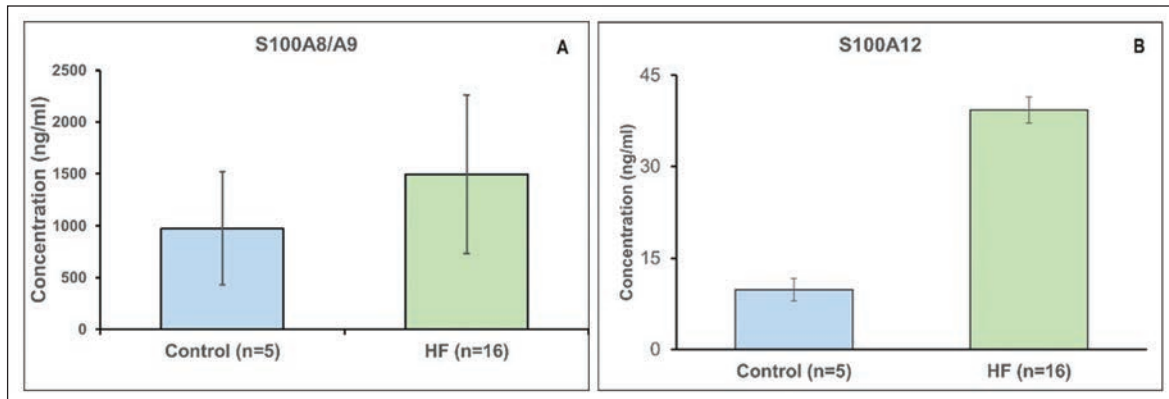 S100A8/A9
A
Concentration (ng/ml)
2500
2000
1500
1000
500
0
Control (n=5)
HF (n=16)
S100A12
B
Concentration (ng/ml)
45
30
15
0
Control (n=5)
HF (n=16)